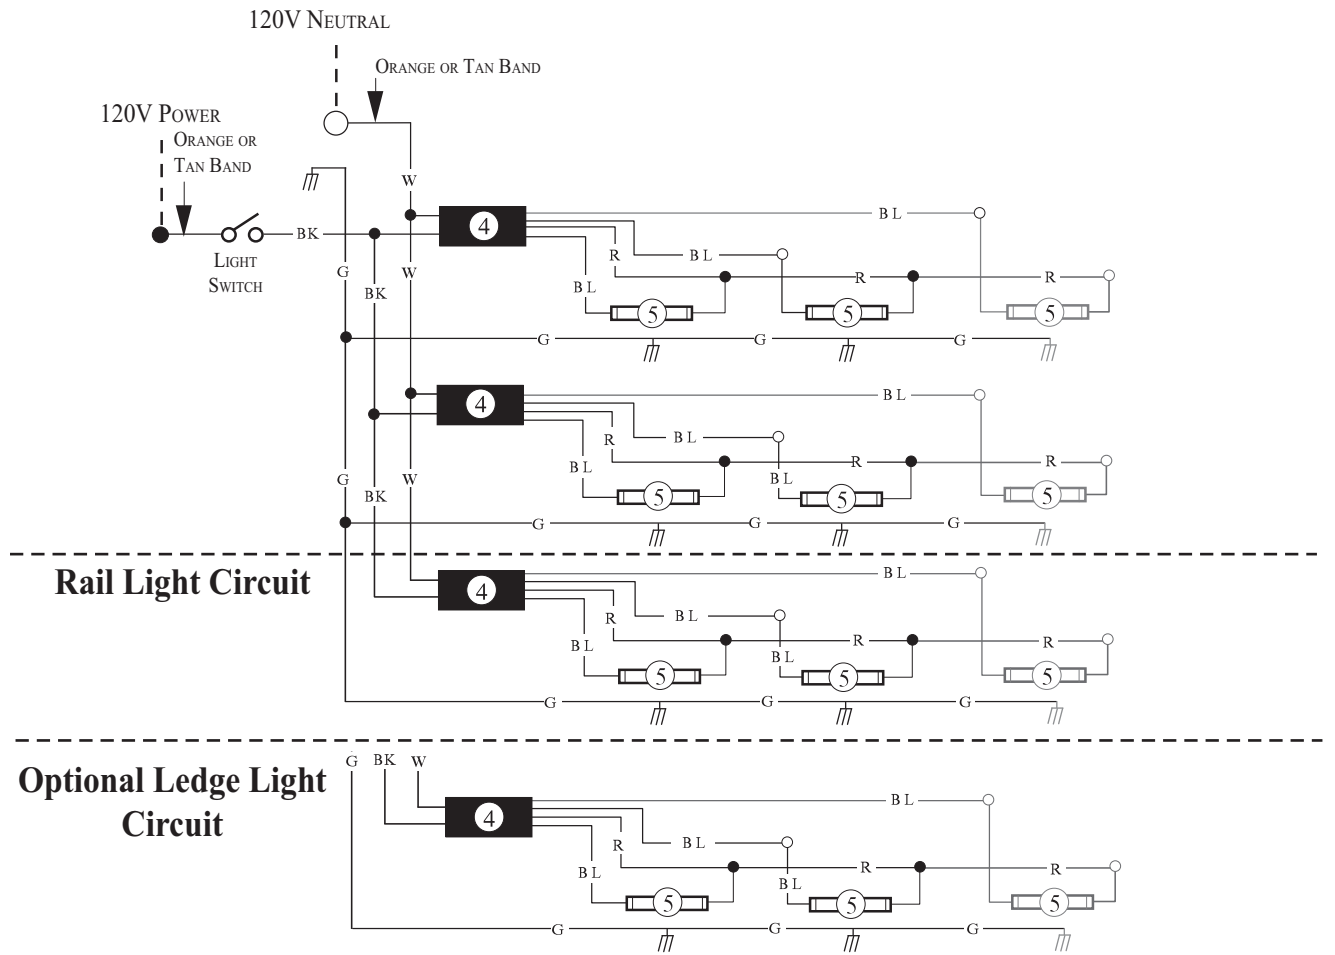 120V NEUTRAL
ORANGE OR TAN BAND
120V POWER
ORANGE OR
TAN BAND
W
BL
4
BK
LIGHT
SWITCH
R
BL
R
R
G
W
BK
BL
5
5
5
G
G
G
BL
4
R
BL
R
R
G
BK
W
BL
BL
5
5
5
G
G
G
Rail Light Circuit
BL
4
R
BL
R
R
BL
BL
5
5
5
G
G
G
Optional Ledge Light
Circuit
G
BK
W
BL
4
R
BL
R
R
BL
BL
5
5
5
G
G
G